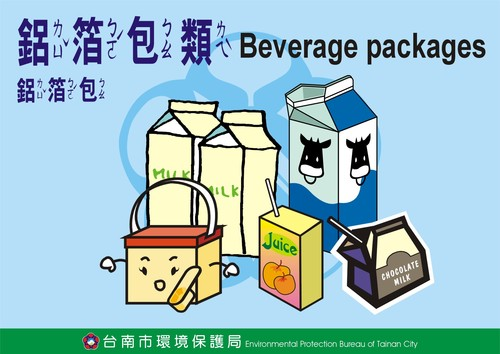 鋁ㄌㄩˇ箔ㄅㄛˊ包ㄅㄠ類ㄌㄟˋ Beverage packages
鋁ㄌㄩˇ箔ㄅㄛˊ包ㄅㄠ
MILK
MILK
Juice
CHOCOLATE
MILK
台南市環境保護局 Environmental Protection Bureau of Tainan City